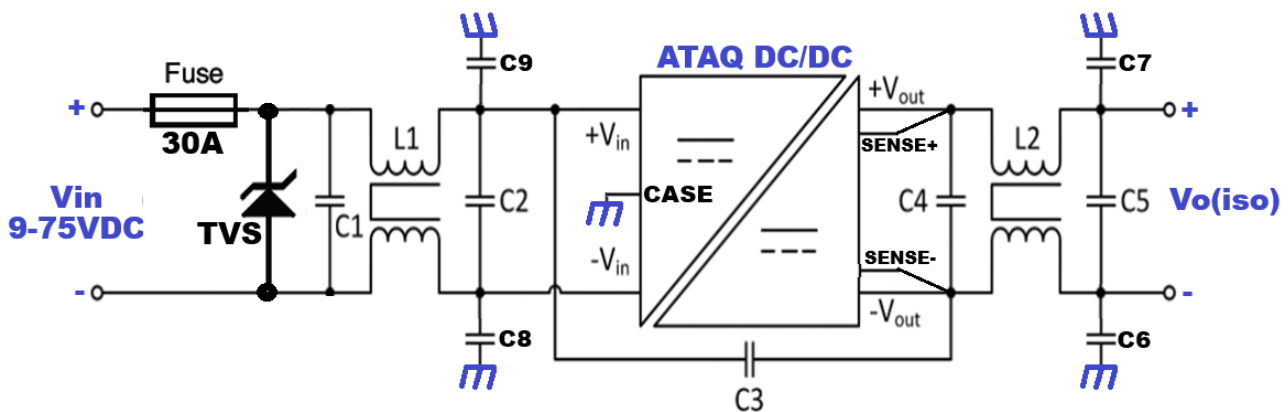 ATAQ DC/DC
C9
C7
Fuse
+
30A
L1
+Vin
+Vout
SENSE+
L2
+
Vin
9-75VDC
TVS
C1
C2
CASE
C4
C5
Vo(iso)
-Vin
SENSE-
-
-Vout
-
C8
C6
C3